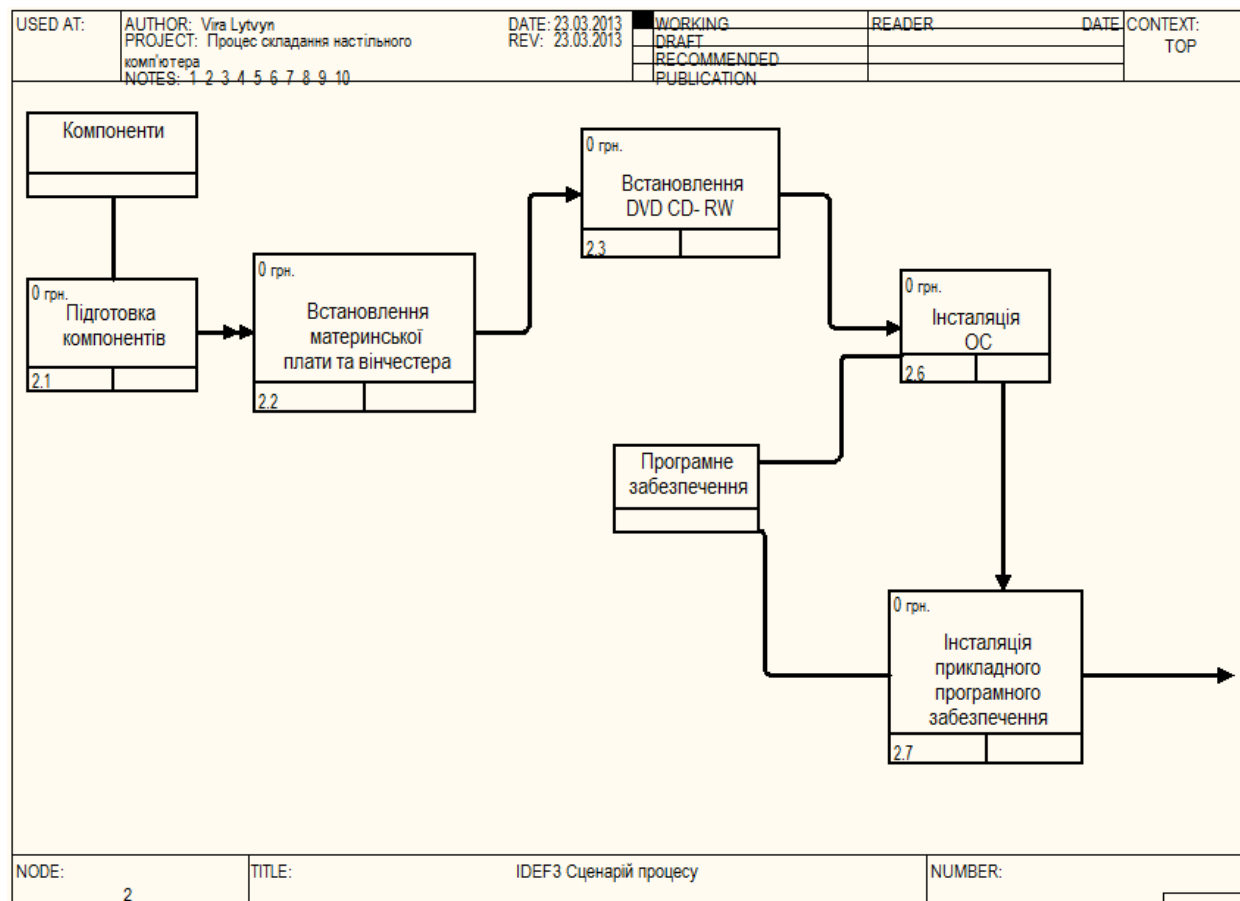 USED AT:
AUTHOR: Vira Lytvyn
DATE: 23.03.2013
PROJECT: Процес складання настільного
REV: 23.03.2013
комп'ютера
NOTES: 1 2 3 4 5 6 7 8 9 10
WORKING
DRAFT
RECOMMENDED
PUBLICATION
READER
DATE
CONTEXT:
TOP
Компоненти
0 грн.
Підготовка
компонентів
2.1
0 грн.
Встановлення
материнської
плати та вінчестера
2.2
0 грн.
Встановлення
DVD CD- RW
2.3
0 грн.
Інсталяція
ОС
2.6
Програмне
забезпечення
0 грн.
Інсталяція
прикладного
програмного
забезпечення
2.7
NODE:
2
TITLE:
IDEF3 Сценарій процесу
NUMBER: